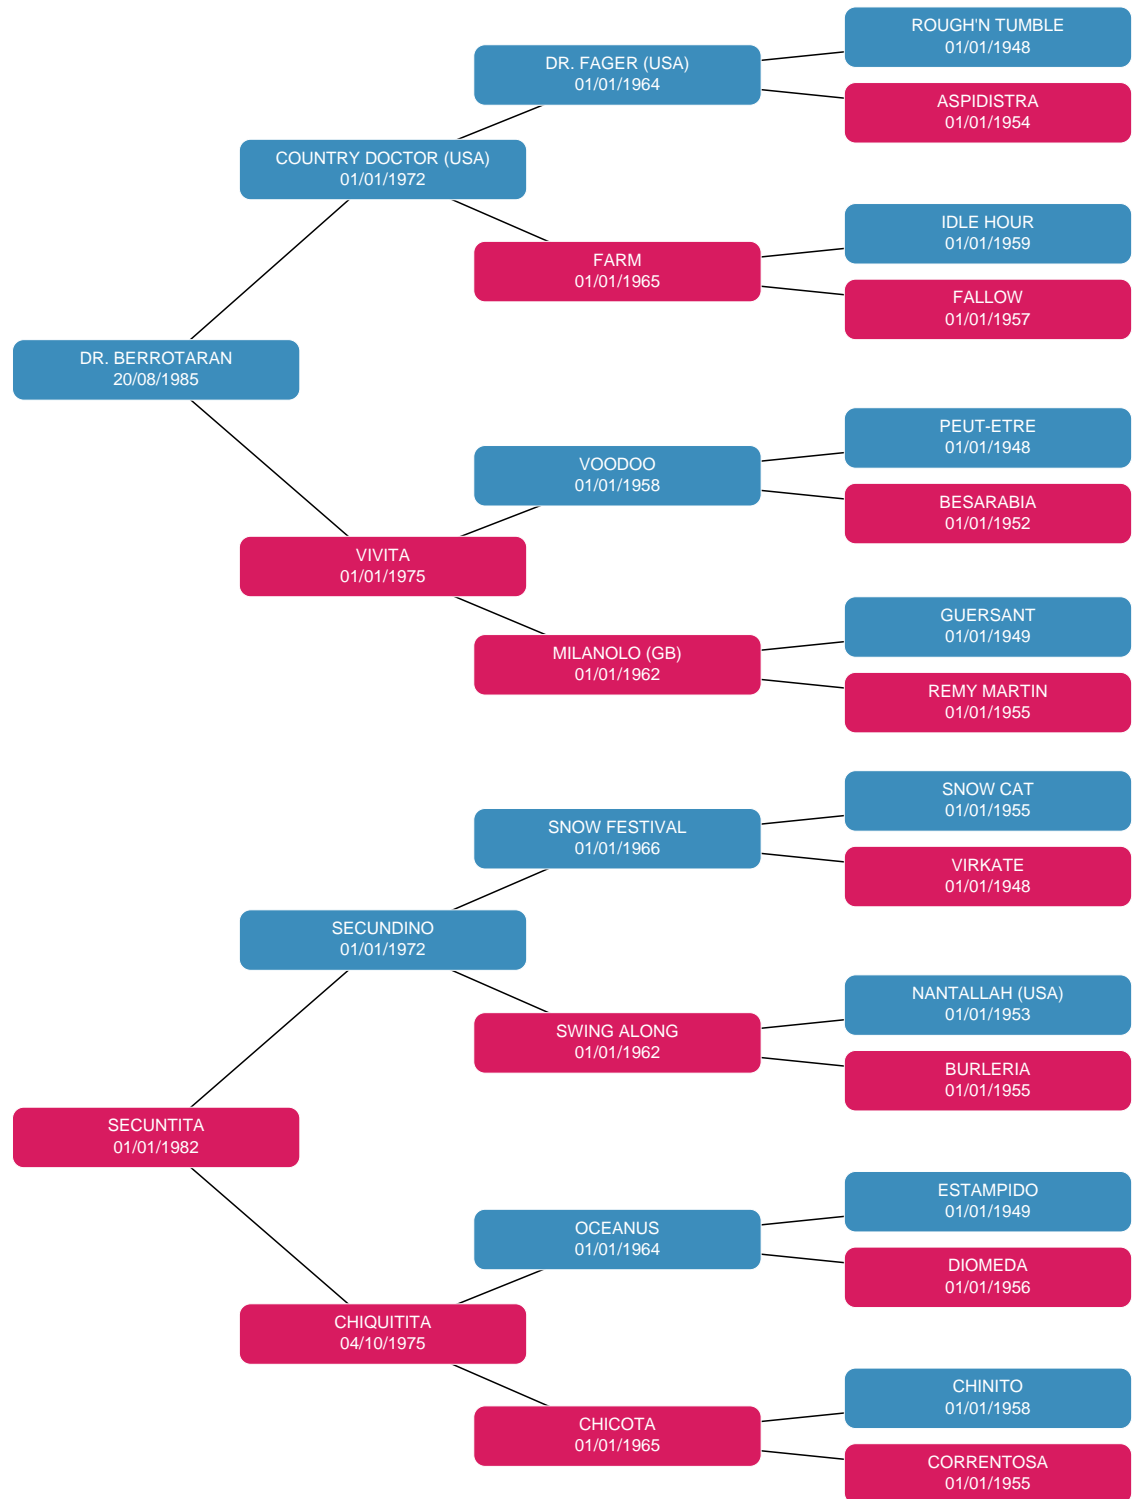 ROUGH'N TUMBLE
01/01/1948
DR. FAGER (USA)
01/01/1964
ASPIDISTRA
01/01/1954
COUNTRY DOCTOR (USA)
01/01/1972
IDLE HOUR
01/01/1959
FARM
01/01/1965
FALLOW
01/01/1957
DR. BERROTARAN
20/08/1985
PEUT-ETRE
01/01/1948
VOODOO
01/01/1958
BESARABIA
01/01/1952
VIVITA
01/01/1975
GUERSANT
01/01/1949
MILANOLO (GB)
01/01/1962
REMY MARTIN
01/01/1955
SNOW CAT
01/01/1955
SNOW FESTIVAL
01/01/1966
VIRKATE
01/01/1948
SECUNDINO
01/01/1972
NANTALLAH (USA)
01/01/1953
SWING ALONG
01/01/1962
BURLERIA
01/01/1955
SECUNTITA
01/01/1982
ESTAMPIDO
01/01/1949
OCEANUS
01/01/1964
DIOMEDA
01/01/1956
CHIQUITITA
04/10/1975
CHINITO
01/01/1958
CHICOTA
01/01/1965
CORRENTOSA
01/01/1955